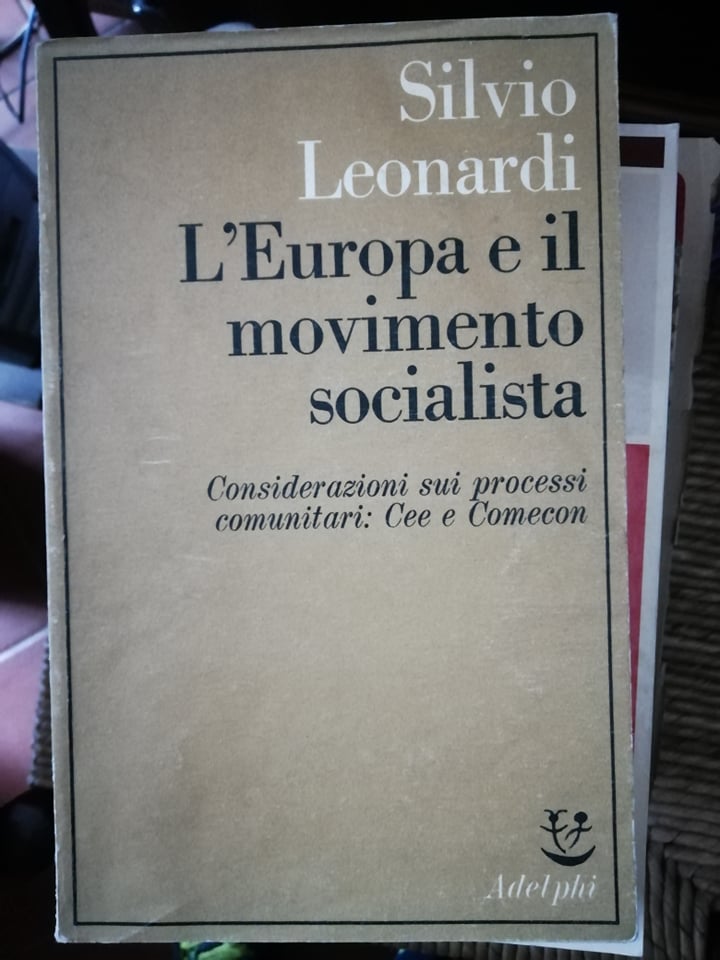 Silvio
Leonardi
L'Europa e il
movimento
socialista
Considerazioni sui processi
comunitari: Cee e Comecon
Adelphi